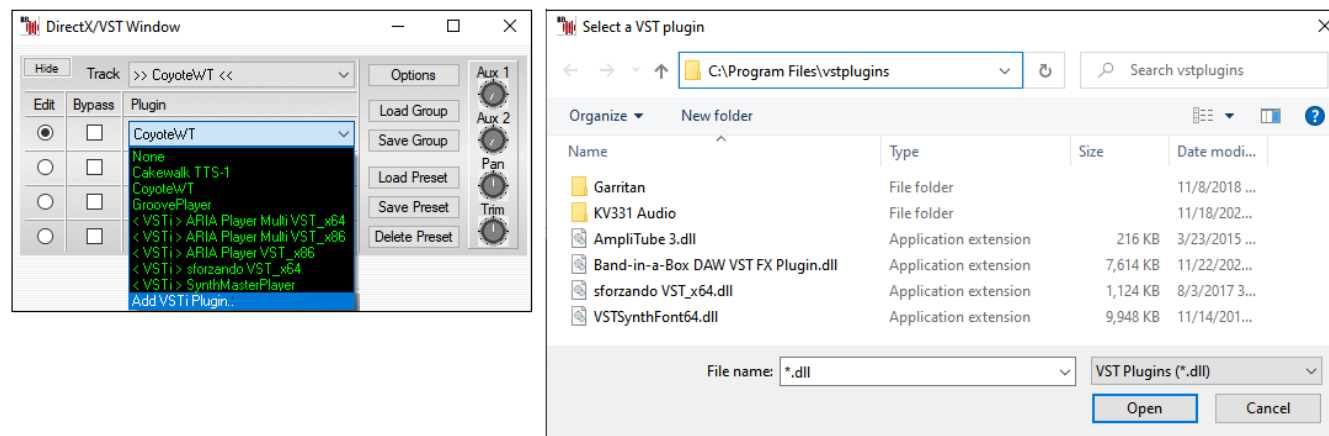 DirectX/VST Window
Hide Track >> CoyoteWT << Options Aux 1
Edit Bypass Plugin Load Group Aux 2
CoyoteWT Save Group
None
Cakewalk TTS-1
CoyoteWT
GroovePlayer
< VSTi > ARIA Player Multi VST_x64
< VSTi > ARIA Player Multi VST_x86
< VSTi > ARIA Player VST_x86
< VSTi > sforzando VST_x64
< VSTi > SynthMasterPlayer
Add VSTi Plugin..
Load Preset Pan
Save Preset Trim
Delete Preset
Select a VST plugin
C:\Program Files\vstplugins Search vstplugins
Organize New folder ?
Name Type Size Date modi...
Garritan File folder 11/8/2018 ...
KV331 Audio File folder 11/18/202...
AmpliTube 3.dll Application extension 216 KB 3/23/2015 ...
Band-in-a-Box DAW VST FX Plugin.dll Application extension 7,614 KB 11/22/202...
sforzando VST_x64.dll Application extension 1,124 KB 8/3/2017 3...
VSTSynthFont64.dll Application extension 9,948 KB 11/14/201...
File name: *.dll VST Plugins (*.dll)
Open Cancel